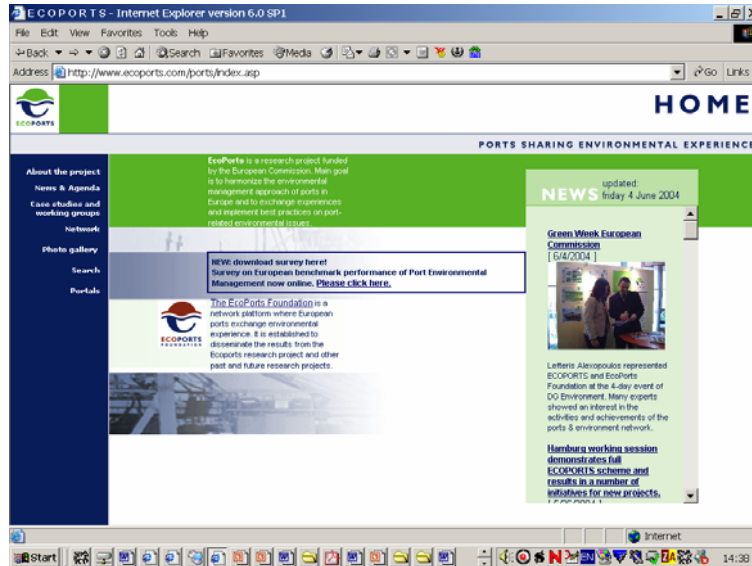 ECOPORTS - Internet Explorer version 6.0 SP1
File Edit View Favorites Tools Help
Back Search Favorites Media
Address http://www.ecoports.com/ports/index.asp Go Links
ECOPORTS
HOME
PORTS SHARING ENVIRONMENTAL EXPERIENCE
About the project
News & Agenda
Case studies and
working groups
Network
Photo gallery
Search
Portals
EcoPorts is a research project funded
by the European Commission. Main goal
is to harmonize the environmental
management approach of ports in
Europe and to exchange experiences
and implement best practices on port-
related environmental issues.
NEW: download survey here!
Survey on European benchmark performance of Port Environmental
Management now online. Please click here.
ECOPORTS
FOUNDATION
The EcoPorts Foundation is a
network platform where European
ports exchange environmental
experience. It is established to
disseminate the results from the
Ecoports research project and other
past and future research projects.
NEWS
updated:
friday 4 June 2004
Green Week European
Commission
[ 6/4/2004 ]
Lefteris Alexopoulos represented
ECOPORTS and EcoPorts
Foundation at the 4-day event of
DG Environment. Many experts
showed an interest in the
activities and achievements of the
ports & environment network.
Hamburg working session
demonstrates full
ECOPORTS scheme and
results in a number of
initiatives for new projects.
Internet
Start
EN
14:38